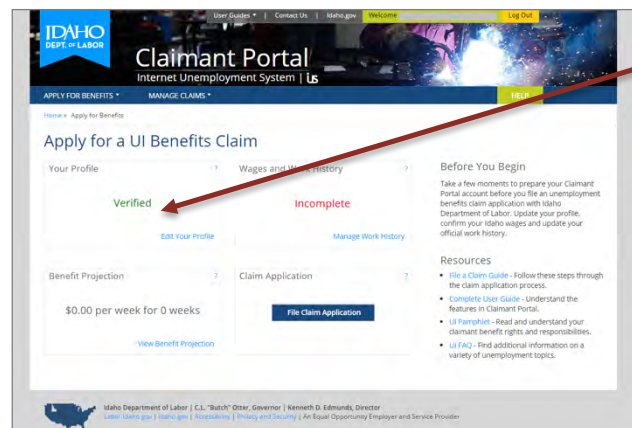 User Guides | Contact Us | Idaho.gov Welcome Log Out
IDAHO
DEPT. OF LABOR
Claimant Portal
Internet Unemployment System | iUS
APPLY FOR BENEFITS MANAGE CLAIMS HELP
Home » Apply for Benefits
Apply for a UI Benefits Claim
Your Profile ?
Verified
Edit Your Profile
Wages and Work History ?
Incomplete
Manage Work History
Before You Begin
Take a few moments to prepare your Claimant
Portal account before you file an unemployment
benefits claim application with Idaho
Department of Labor. Update your profile,
confirm your Idaho wages and update your
official work history.
Benefit Projection ?
$0.00 per week for 0 weeks
View Benefit Projection
Claim Application ?
File Claim Application
Resources
• File a Claim Guide - Follow these steps through
the claim application process.
• Complete User Guide - Understand the
features in Claimant Portal.
• UI Pamphlet - Read and understand your
claimant benefit rights and responsibilities.
• UI FAQ - Find additional information on a
variety of unemployment topics.
Idaho Department of Labor | C.L. "Butch" Otter, Governor | Kenneth D. Edmunds, Director
Labor.Idaho.gov | Idaho.gov | Accessibility | Privacy and Security | An Equal Opportunity Employer and Service Provider